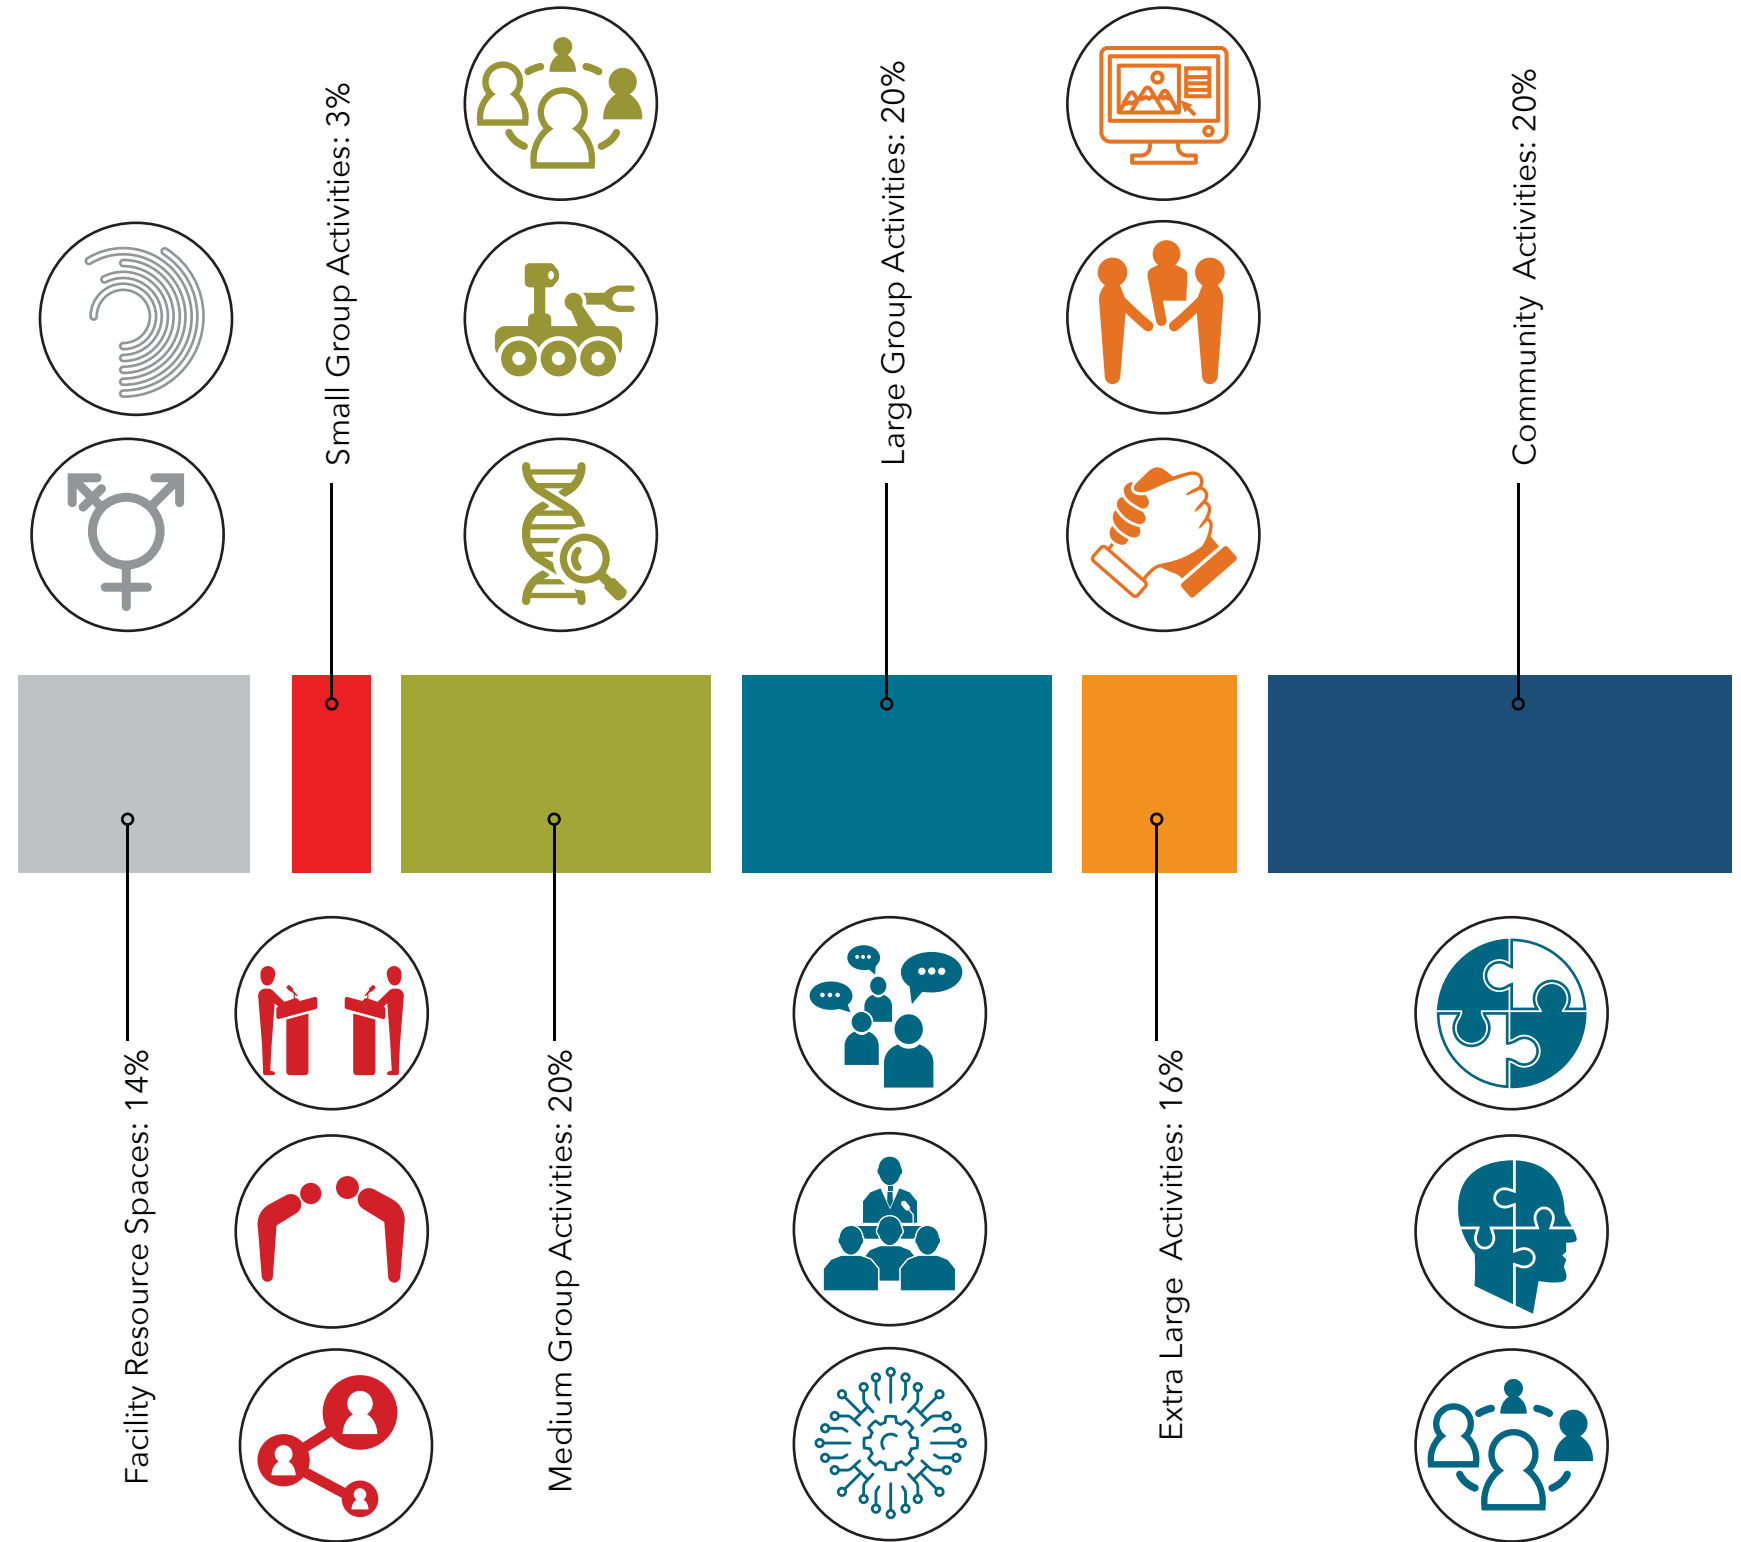 Small Group Activities: 3%
Large Group Activities: 20%
Community Activities: 20%
Facility Resource Spaces: 14%
Medium Group Activities: 20%
Extra Large Activities: 16%